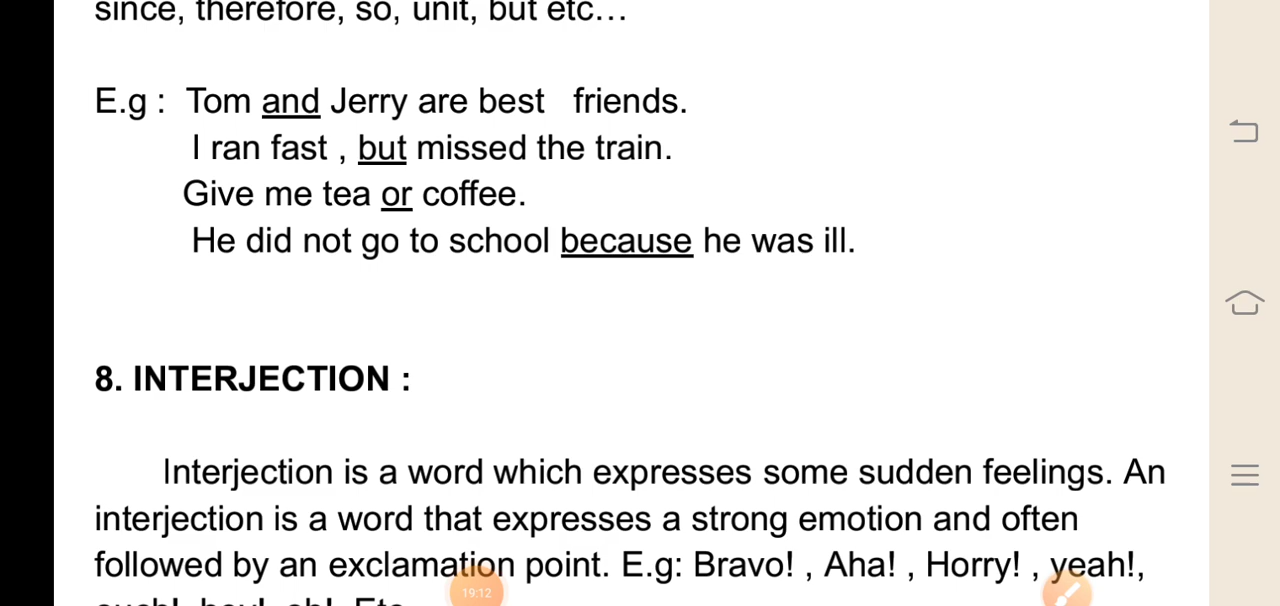 since, therefore, so, unit, but etc...
E.g : Tom and Jerry are best friends.
I ran fast , but missed the train.
Give me tea or coffee.
He did not go to school because he was ill.
8. INTERJECTION :
Interjection is a word which expresses some sudden feelings. An
interjection is a word that expresses a strong emotion and often
followed by an exclamation point. E.g: Bravo! , Aha! , Horry! , yeah!,
19:12